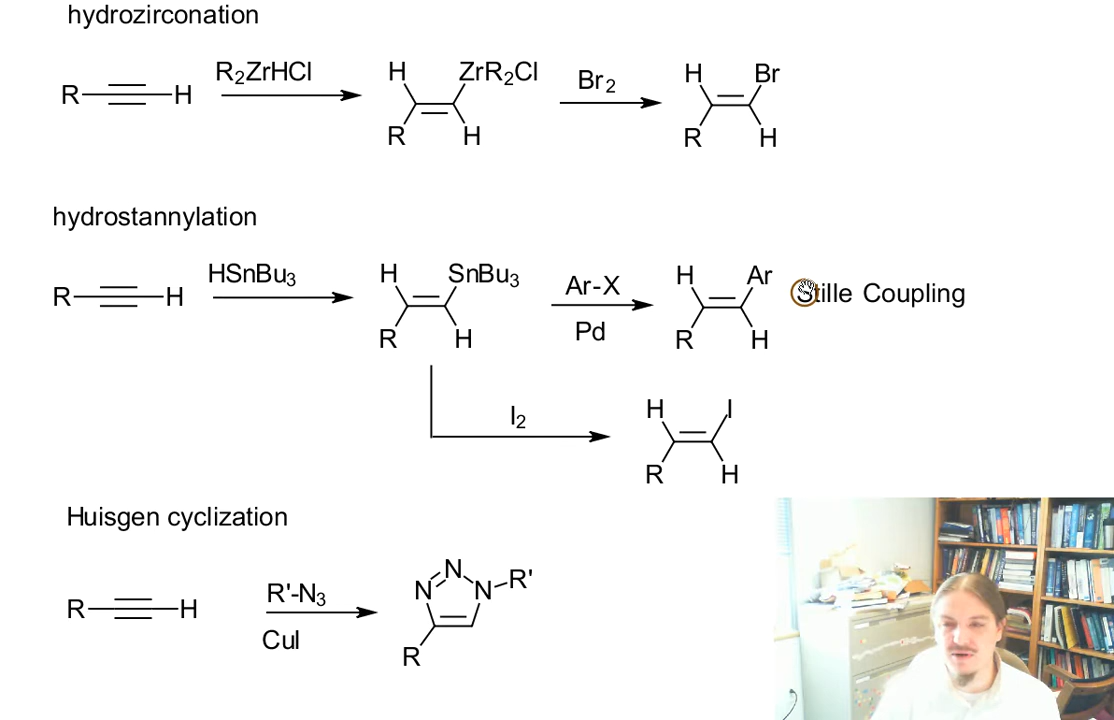 hydrozirconation
R—≡—H
R₂ZrHCl
H
ZrR₂Cl
R
H
Br₂
H
Br
R
H
hydrostannylation
R—≡—H
HSnBu₃
H
SnBu₃
R
H
Ar-X
Pd
H
Ar
R
H
Stille Coupling
I₂
H
I
R
H
Huisgen cyclization
R—≡—H
R'-N₃
CuI
N
N
N
R'
R